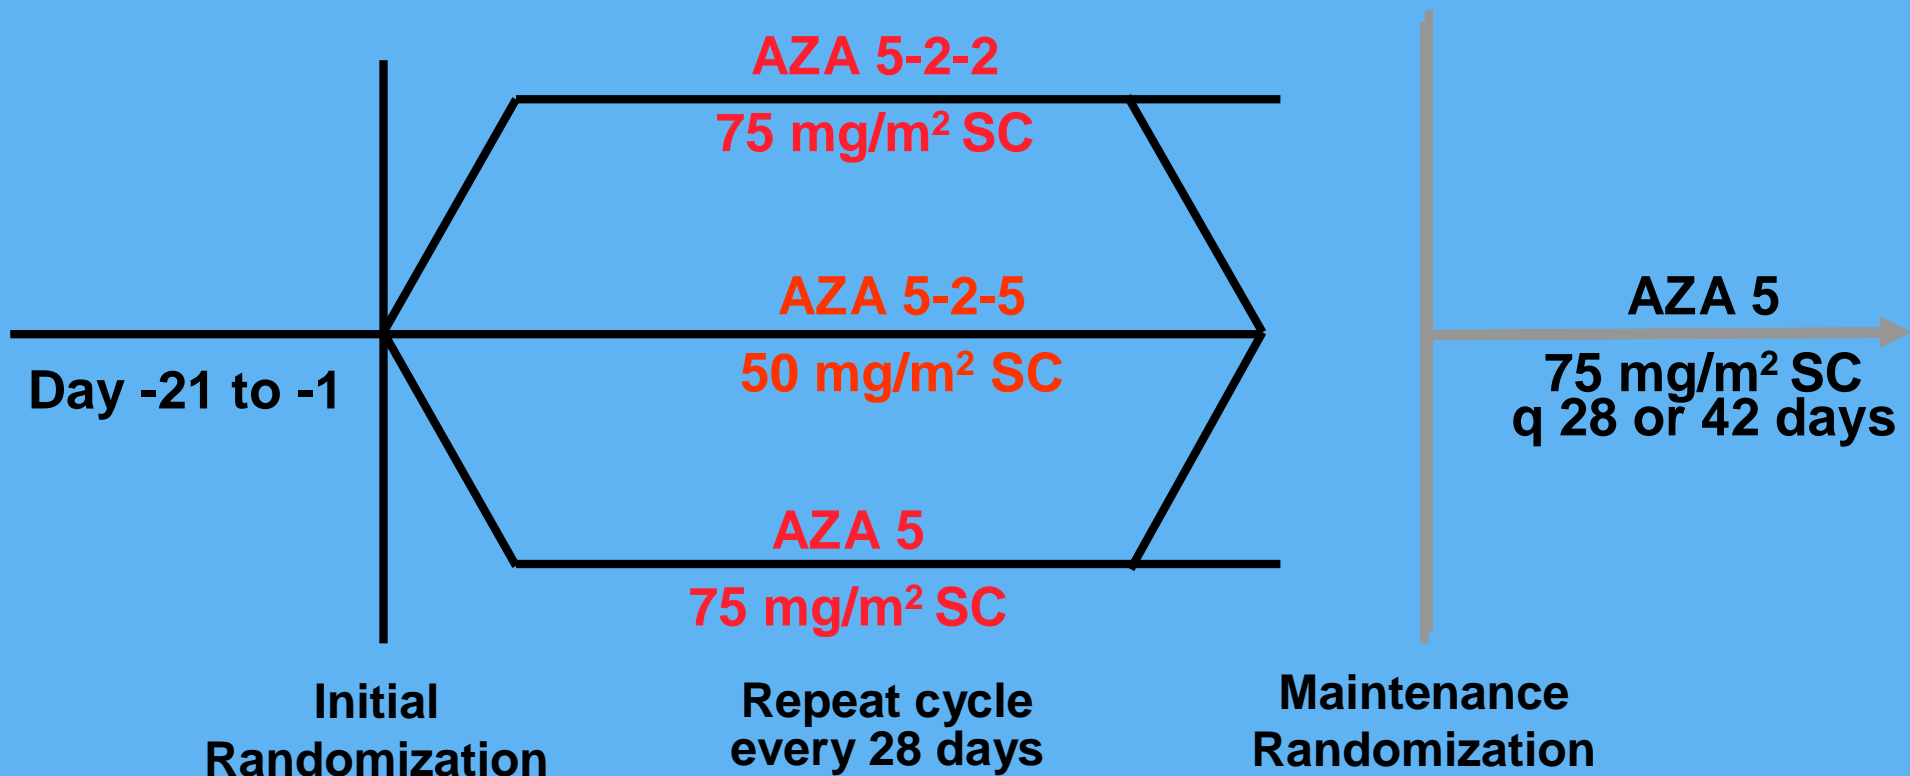 AZA 5-2-2
75 mg/m² SC
AZA 5-2-5
50 mg/m² SC
AZA 5
75 mg/m² SC
Day -21 to -1
AZA 5
75 mg/m² SC
q 28 or 42 days
Initial
Randomization
Repeat cycle
every 28 days
Maintenance
Randomization